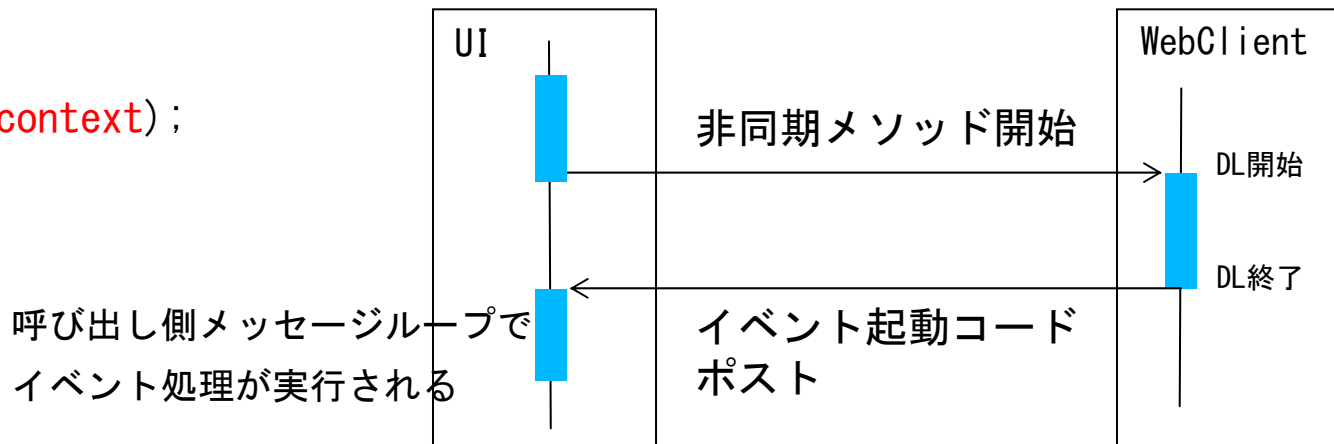 UI
WebClient
context);
非同期メソッド開始
DL開始
DL終了
呼び出し側メッセージループで
イベント処理が実行される
イベント起動コード
ポスト